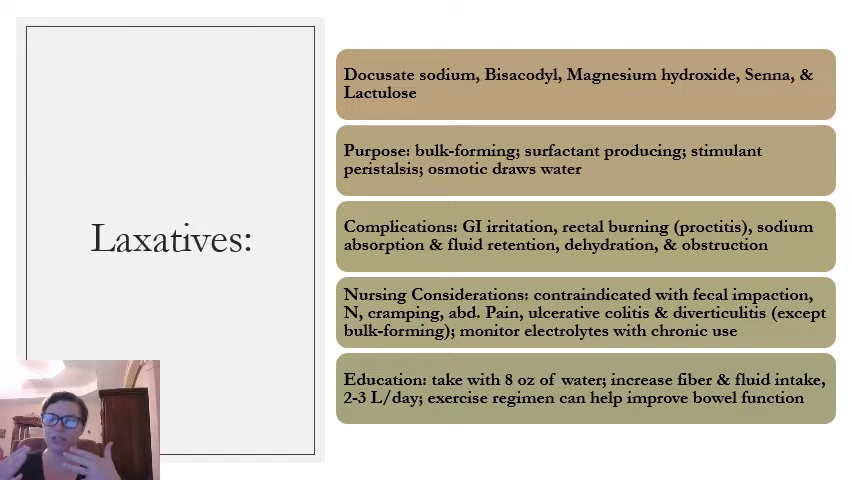 Laxatives:
Docusate sodium, Bisacodyl, Magnesium hydroxide, Senna, &
Lactulose
Purpose: bulk-forming; surfactant producing; stimulant
peristalsis; osmotic draws water
Complications: GI irritation, rectal burning (proctitis), sodium
absorption & fluid retention, dehydration, & obstruction
Nursing Considerations: contraindicated with fecal impaction,
N, cramping, abd. Pain, ulcerative colitis & diverticulitis (except
bulk-forming); monitor electrolytes with chronic use
Education: take with 8 oz of water; increase fiber & fluid intake,
2-3 L/day; exercise regimen can help improve bowel function